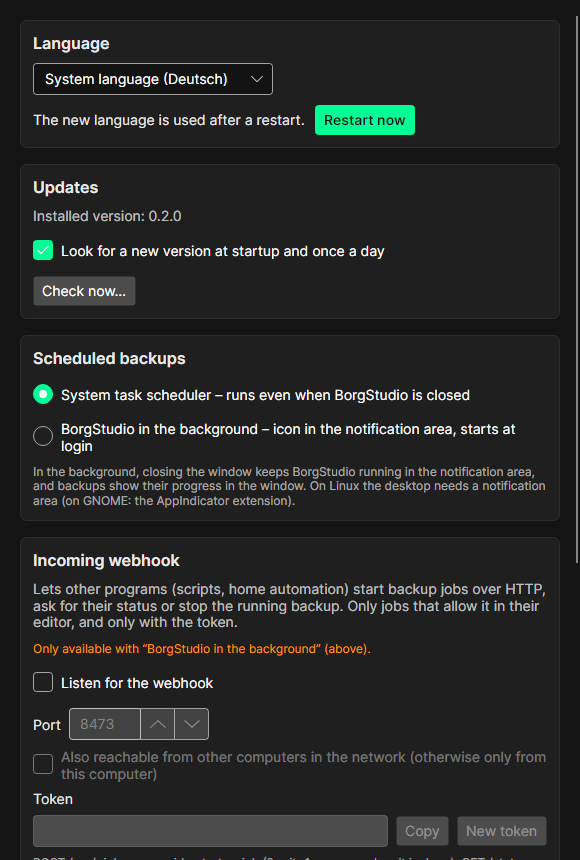 Language
System language (Deutsch)
The new language is used after a restart.
Restart now
Updates
Installed version: 0.2.0
Look for a new version at startup and once a day
Check now...
Scheduled backups
System task scheduler – runs even when BorgStudio is closed
BorgStudio in the background – icon in the notification area, starts at
login
In the background, closing the window keeps BorgStudio running in the notification area,
and backups show their progress in the window. On Linux the desktop needs a notification
area (on GNOME: the AppIndicator extension).
Incoming webhook
Lets other programs (scripts, home automation) start backup jobs over HTTP,
ask for their status or stop the running backup. Only jobs that allow it in their
editor, and only with the token.
Only available with “BorgStudio in the background” (above).
Listen for the webhook
Port
8473
Also reachable from other computers in the network (otherwise only from
this computer)
Token
Copy
New token